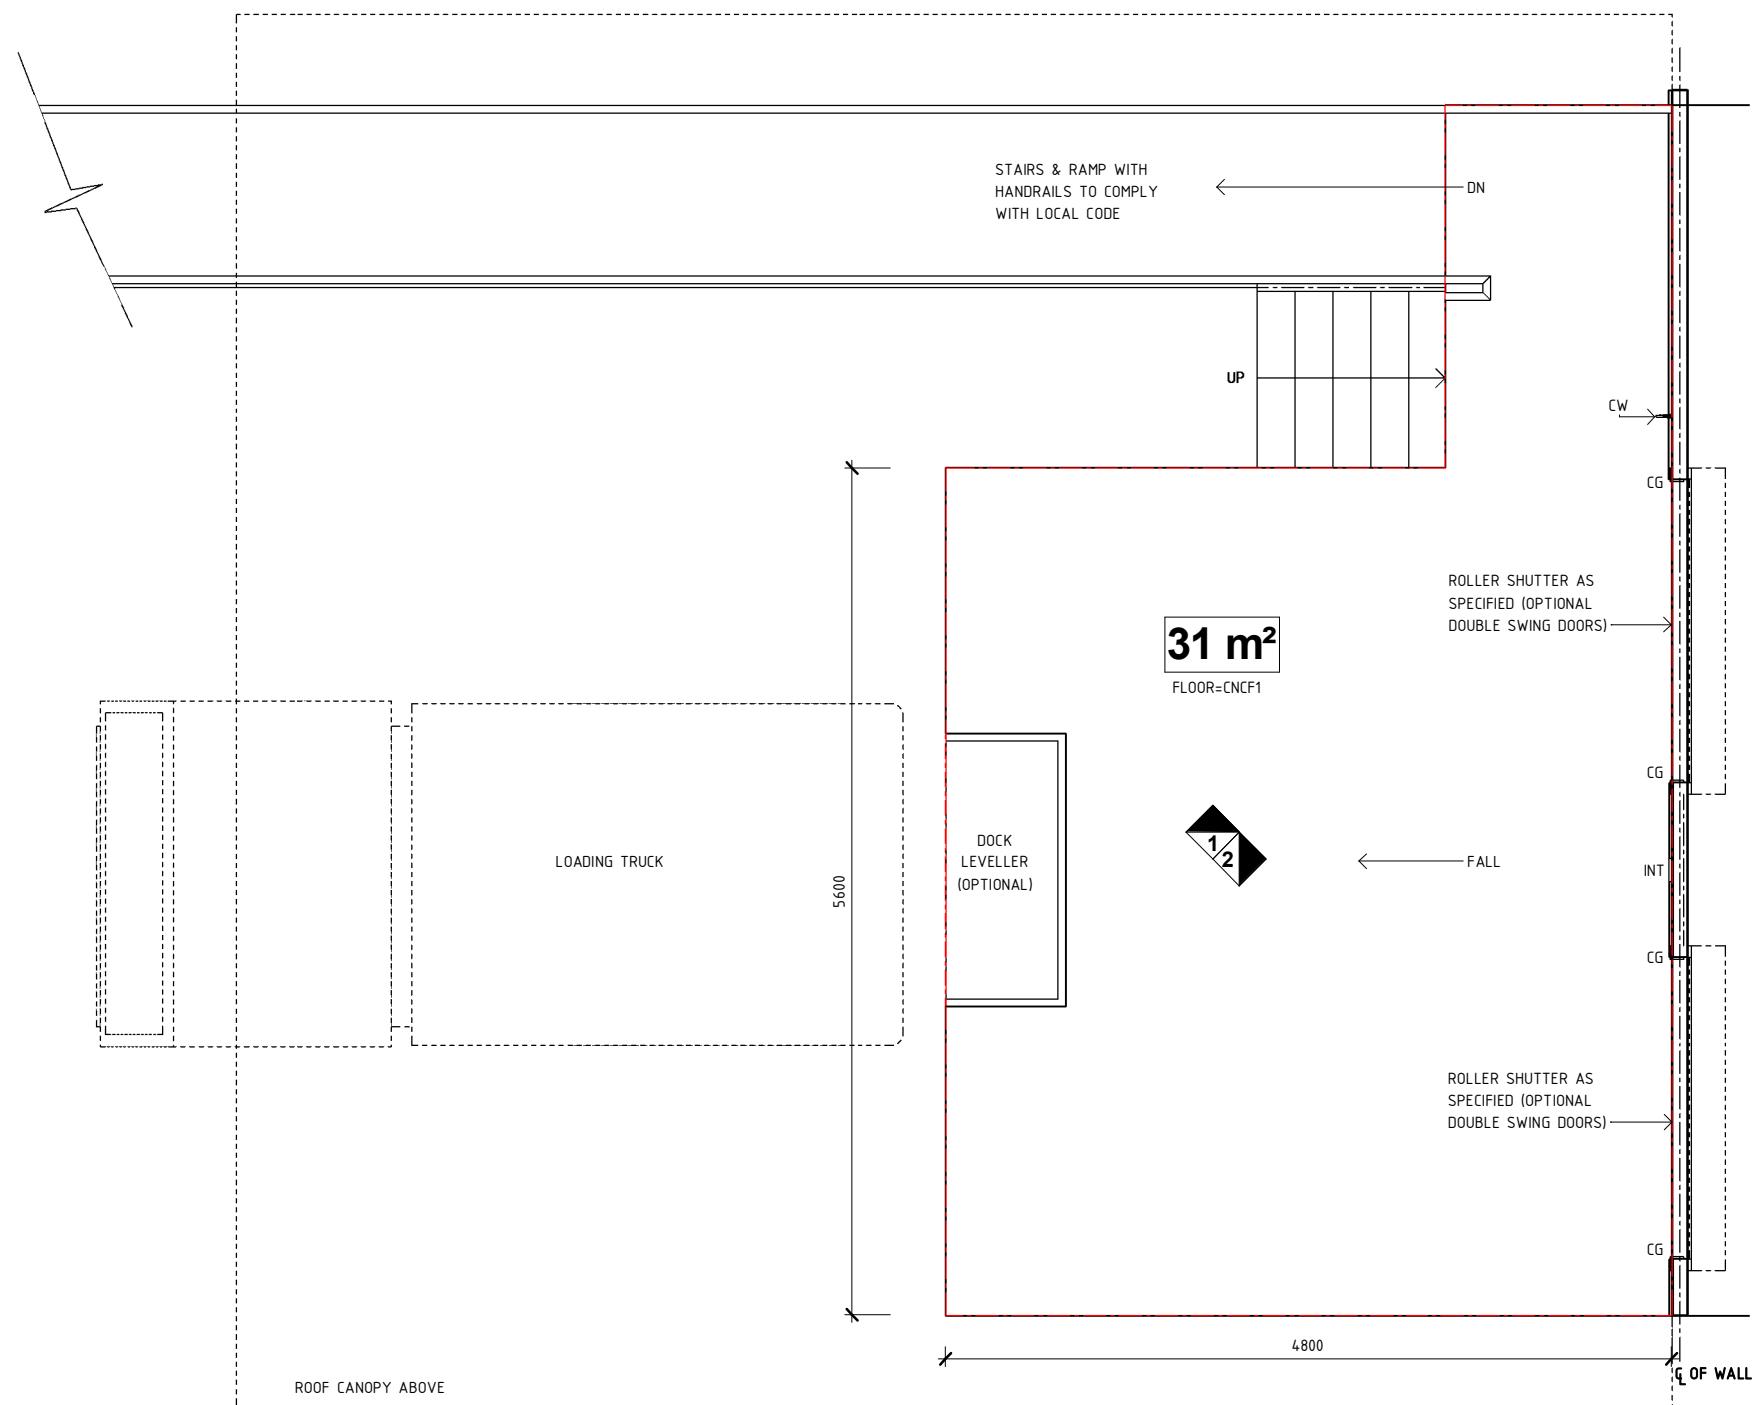 STAIRS & RAMP WITH
HANDRAILS TO COMPLY
WITH LOCAL CODE
DN
UP
CW
CG
ROLLER SHUTTER AS
SPECIFIED (OPTIONAL
DOUBLE SWING DOORS)
31 m²
FLOOR=CNCF1
CG
1
2
DOCK
LEVELLER
(OPTIONAL)
LOADING TRUCK
5600
FALL
INT
CG
ROLLER SHUTTER AS
SPECIFIED (OPTIONAL
DOUBLE SWING DOORS)
CG
4800
℄ OF WALL
ROOF CANOPY ABOVE